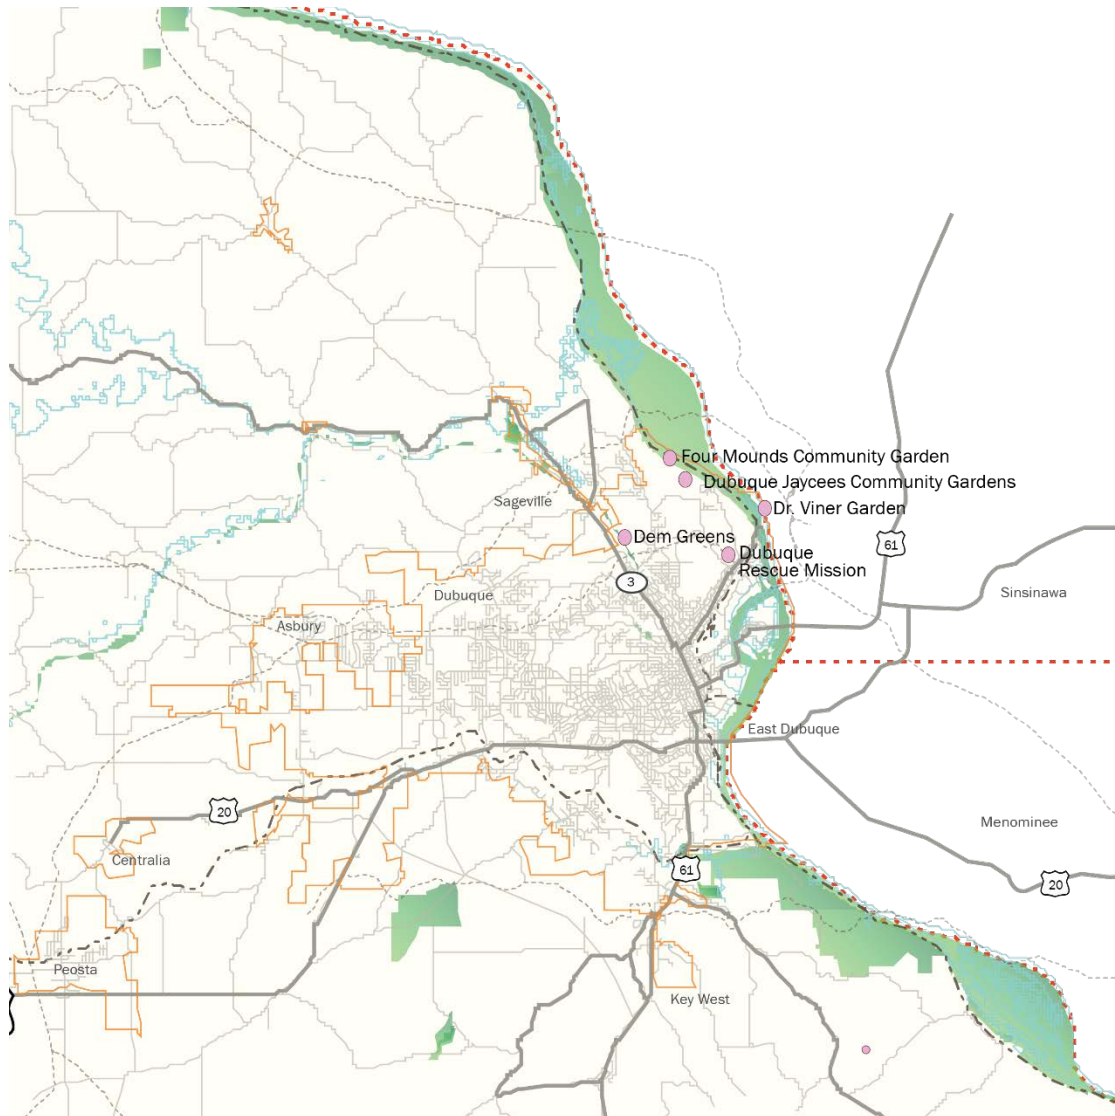 Four Mounds Community Garden
Dubuque Jaycees Community Gardens
Sageville
Dr. Viner Garden
Dem Greens
61
Dubuque
Rescue Mission
3
Dubuque
Sinsinawa
Asbury
East Dubuque
20
Menominee
Centralia
61
20
Peosta
Key West